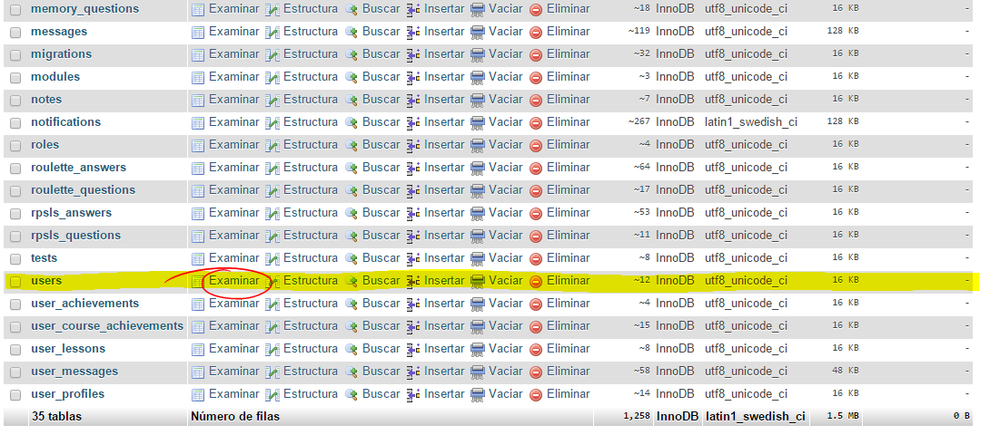 memory_questions Examinar Estructura Buscar Insertar Vaciar Eliminar ~18 InnoDB utf8_unicode_ci 16 KB -
messages Examinar Estructura Buscar Insertar Vaciar Eliminar ~119 InnoDB utf8_unicode_ci 128 KB -
migrations Examinar Estructura Buscar Insertar Vaciar Eliminar ~32 InnoDB utf8_unicode_ci 16 KB -
modules Examinar Estructura Buscar Insertar Vaciar Eliminar ~3 InnoDB utf8_unicode_ci 16 KB -
notes Examinar Estructura Buscar Insertar Vaciar Eliminar ~7 InnoDB utf8_unicode_ci 16 KB -
notifications Examinar Estructura Buscar Insertar Vaciar Eliminar ~267 InnoDB latin1_swedish_ci 128 KB -
roles Examinar Estructura Buscar Insertar Vaciar Eliminar ~4 InnoDB utf8_unicode_ci 16 KB -
roulette_answers Examinar Estructura Buscar Insertar Vaciar Eliminar ~64 InnoDB utf8_unicode_ci 16 KB -
roulette_questions Examinar Estructura Buscar Insertar Vaciar Eliminar ~17 InnoDB utf8_unicode_ci 16 KB -
rpsls_answers Examinar Estructura Buscar Insertar Vaciar Eliminar ~53 InnoDB utf8_unicode_ci 16 KB -
rpsls_questions Examinar Estructura Buscar Insertar Vaciar Eliminar ~11 InnoDB utf8_unicode_ci 16 KB -
tests Examinar Estructura Buscar Insertar Vaciar Eliminar ~8 InnoDB utf8_unicode_ci 16 KB -
users Examinar Estructura Buscar Insertar Vaciar Eliminar ~12 InnoDB utf8_unicode_ci 16 KB -
user_achievements Examinar Estructura Buscar Insertar Vaciar Eliminar ~4 InnoDB utf8_unicode_ci 16 KB -
user_course_achievements Examinar Estructura Buscar Insertar Vaciar Eliminar ~15 InnoDB utf8_unicode_ci 16 KB -
user_lessons Examinar Estructura Buscar Insertar Vaciar Eliminar ~8 InnoDB utf8_unicode_ci 16 KB -
user_messages Examinar Estructura Buscar Insertar Vaciar Eliminar ~58 InnoDB utf8_unicode_ci 48 KB -
user_profiles Examinar Estructura Buscar Insertar Vaciar Eliminar ~14 InnoDB utf8_unicode_ci 16 KB -
35 tablas Número de filas 1,258 InnoDB latin1_swedish_ci 1.5 MB 0 B